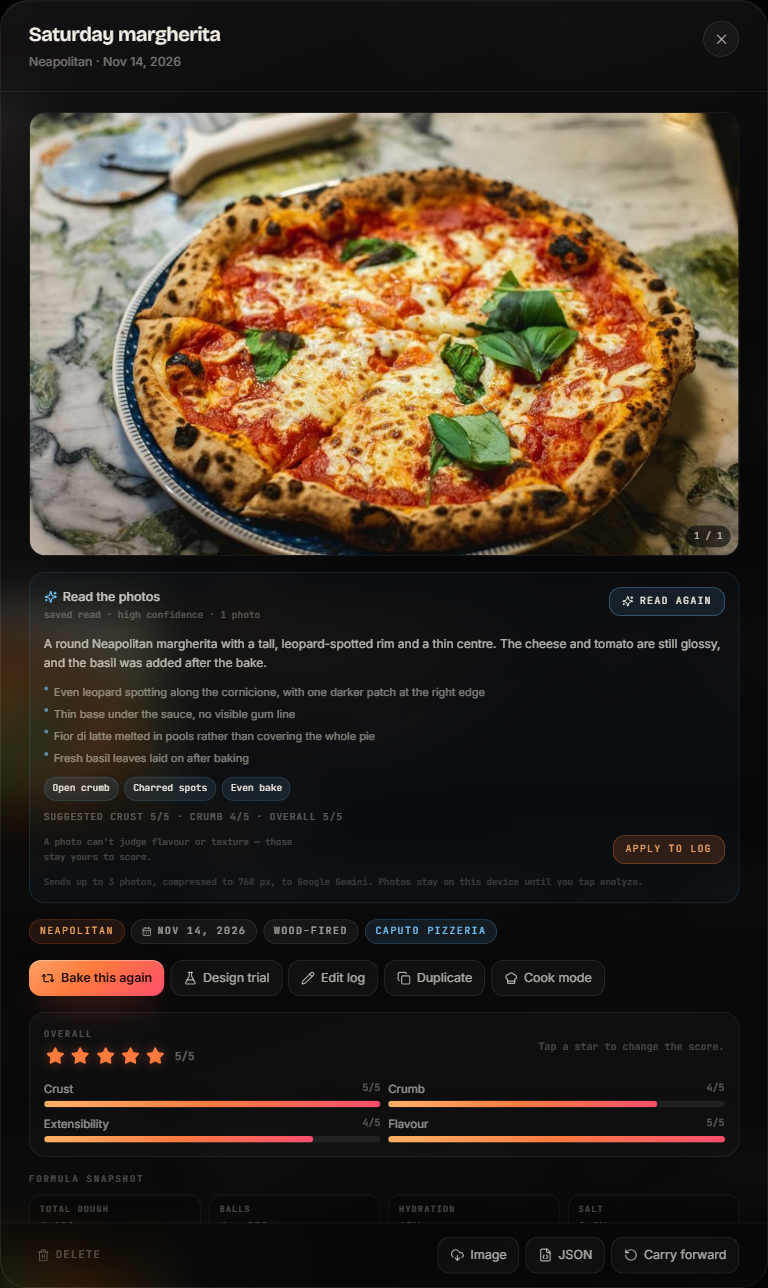 Saturday margherita
Neapolitan · Nov 14, 2026
1 / 1
Read the photos
saved read · high confidence · 1 photo
READ AGAIN
A round Neapolitan margherita with a tall, leopard-spotted rim and a thin centre. The cheese and tomato are still glossy,
and the basil was added after the bake.
* Even leopard spotting along the cornicione, with one darker patch at the right edge
* Thin base under the sauce, no visible gum line
* Fior di latte melted in pools rather than covering the whole pie
* Fresh basil leaves laid on after baking
Open crumb Charred spots Even bake
SUGGESTED CRUST 5/5 · CRUMB 4/5 · OVERALL 5/5
A photo can't judge flavour or texture — those
stay yours to score.
APPLY TO LOG
Sends up to 3 photos, compressed to 768 px, to Google Gemini. Photos stay on this device until you tap analyze.
NEAPOLITAN NOV 14, 2026 WOOD-FIRED CAPUTO PIZZERIA
Bake this again Design trial Edit log Duplicate Cook mode
OVERALL
5/5
Tap a star to change the score.
Crust 5/5 Crumb 4/5
Extensibility 4/5 Flavour 5/5
FORMULA SNAPSHOT
TOTAL DOUGH BALLS HYDRATION SALT
DELETE Image JSON Carry forward